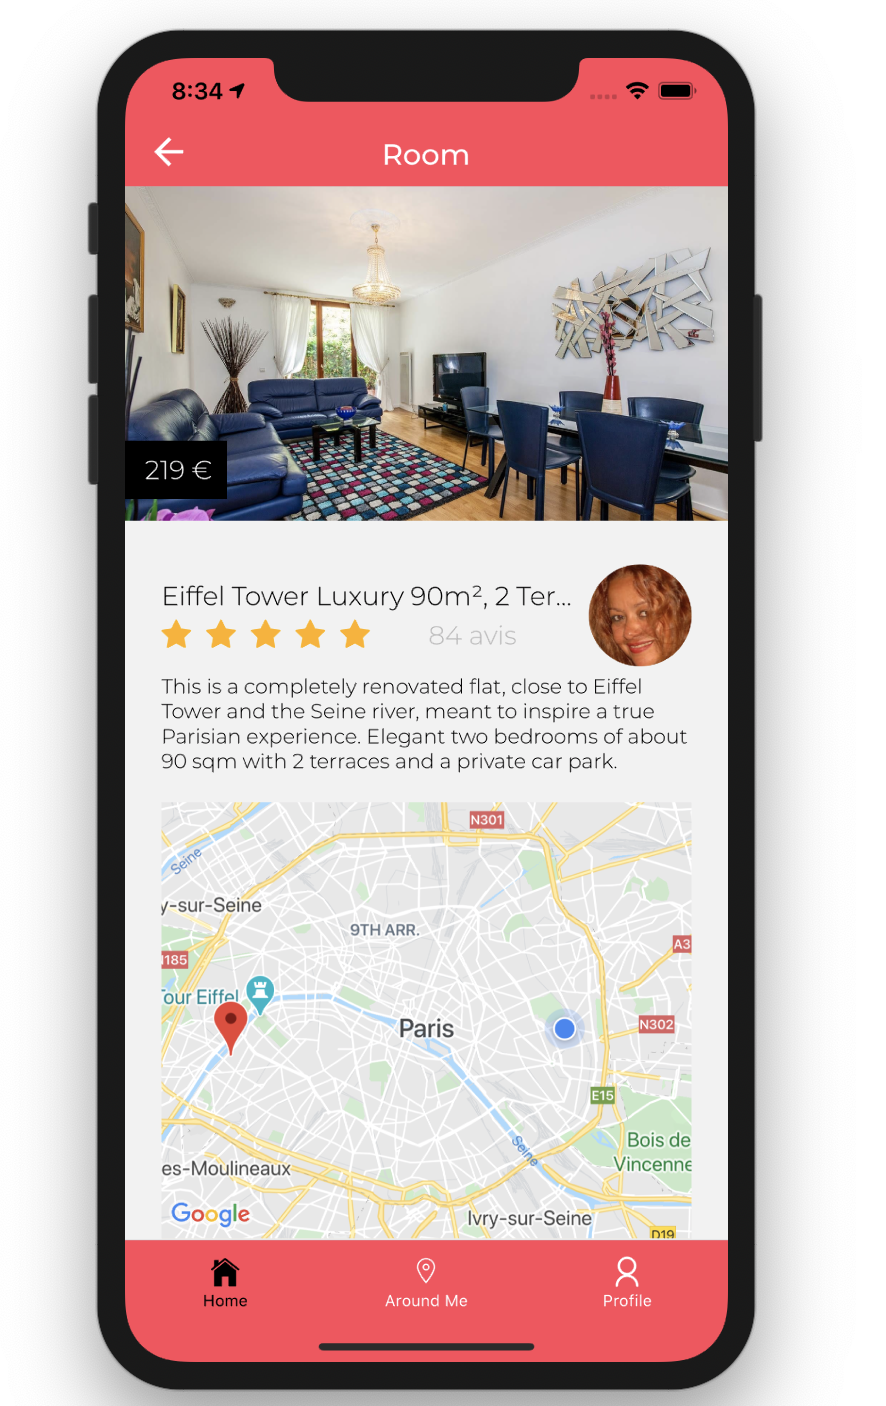 8:34
Room
219 €
Eiffel Tower Luxury 90m², 2 Ter...
84 avis
This is a completely renovated flat, close to Eiffel
Tower and the Seine river, meant to inspire a true
Parisian experience. Elegant two bedrooms of about
90 sqm with 2 terraces and a private car park.
N301
Seine
y-sur-Seine
9TH ARR.
A3
1185
Tour Eiffel
Paris
N302
E15
Bois de
Vincenne
Seine
es-Moulineaux
Google
Ivry-sur-Seine
D19
Home
Around Me
Profile